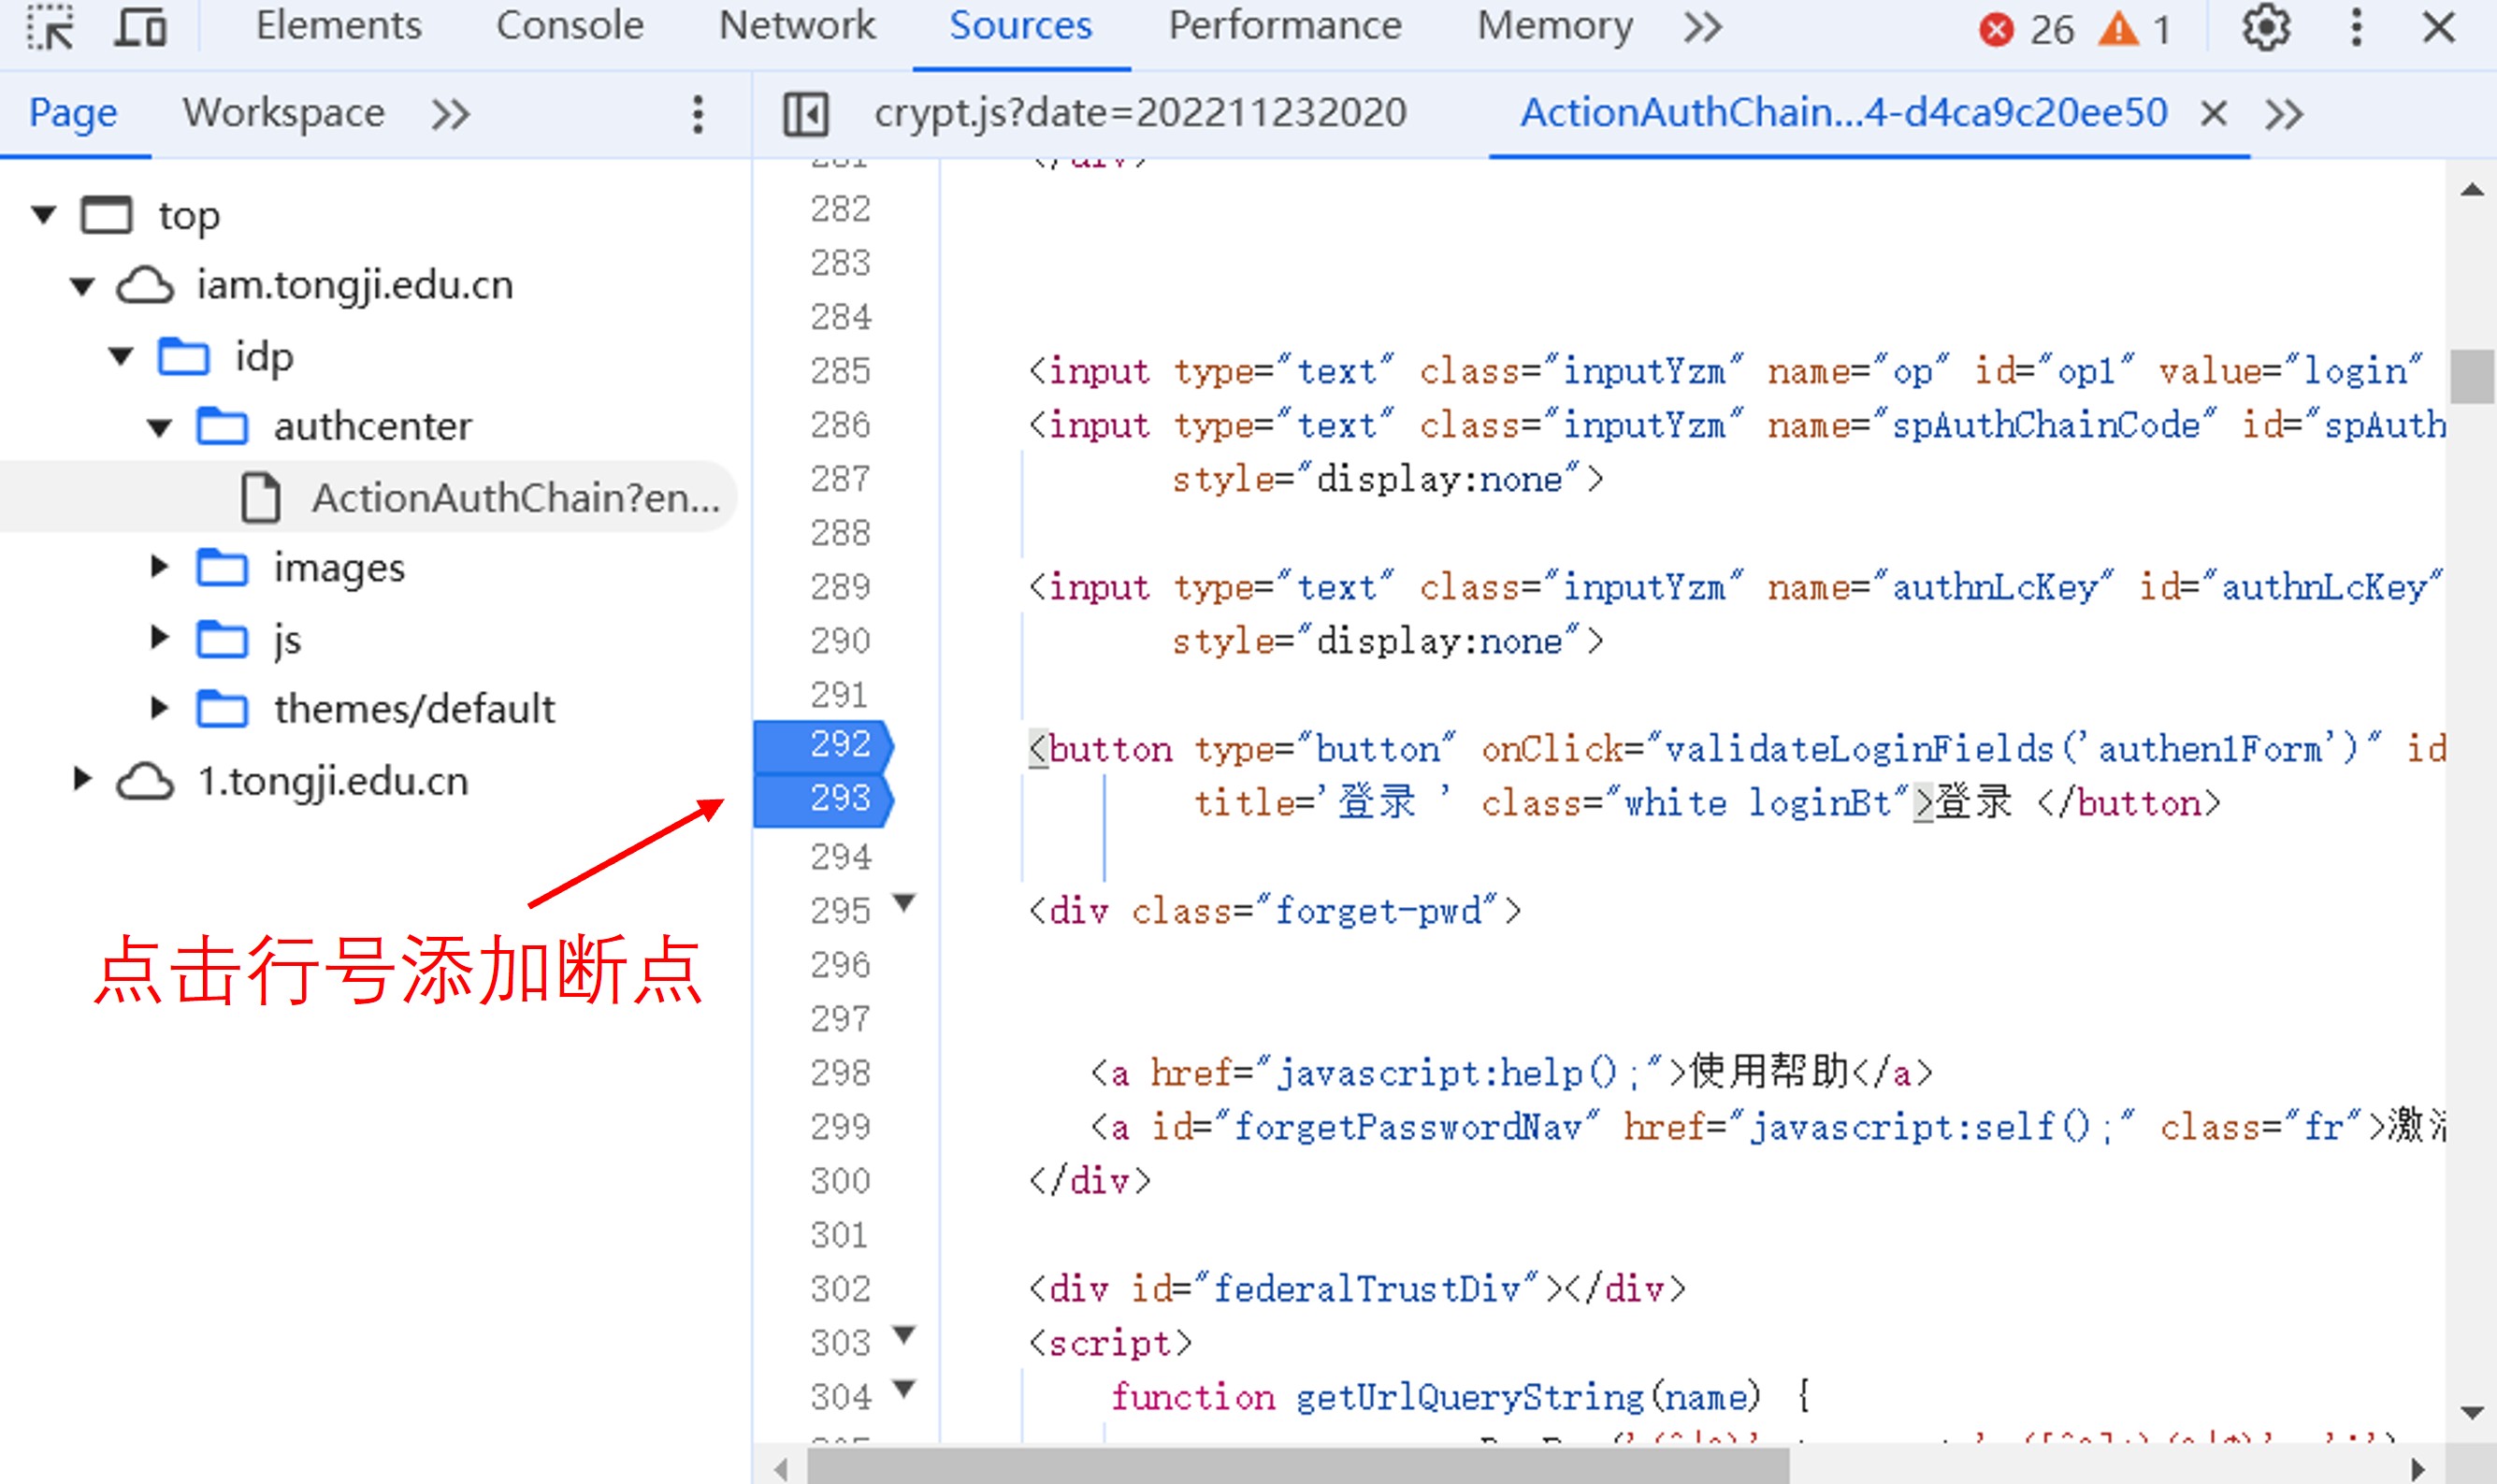 Elements Console Network Sources Performance Memory 26 1
Page Workspace
crypt.js?date=202211232020 ActionAuthChain...4-d4ca9c20ee50
top
iam.tongji.edu.cn
idp
authcenter
ActionAuthChain?en...
images
js
themes/default
1.tongji.edu.cn
点击行号添加断点
281 </div>
282
283
284
285 <input type="text" class="inputYzm" name="op" id="op1" value="login"
286 <input type="text" class="inputYzm" name="spAuthChainCode" id="spAuth
287 style="display:none">
288
289 <input type="text" class="inputYzm" name="authnLcKey" id="authnLcKey"
290 style="display:none">
291
292 <button type="button" onClick="validateLoginFields('authen1Form')" id
293 title='登录 ' class="white loginBt">登录 </button>
294
295 <div class="forget-pwd">
296
297
298 <a href="javascript:help();">使用帮助</a>
299 <a id="forgetPasswordNav" href="javascript:self();" class="fr">激
300 </div>
301
302 <div id="federalTrustDiv"></div>
303 <script>
304 function getUrlQueryString(name) {